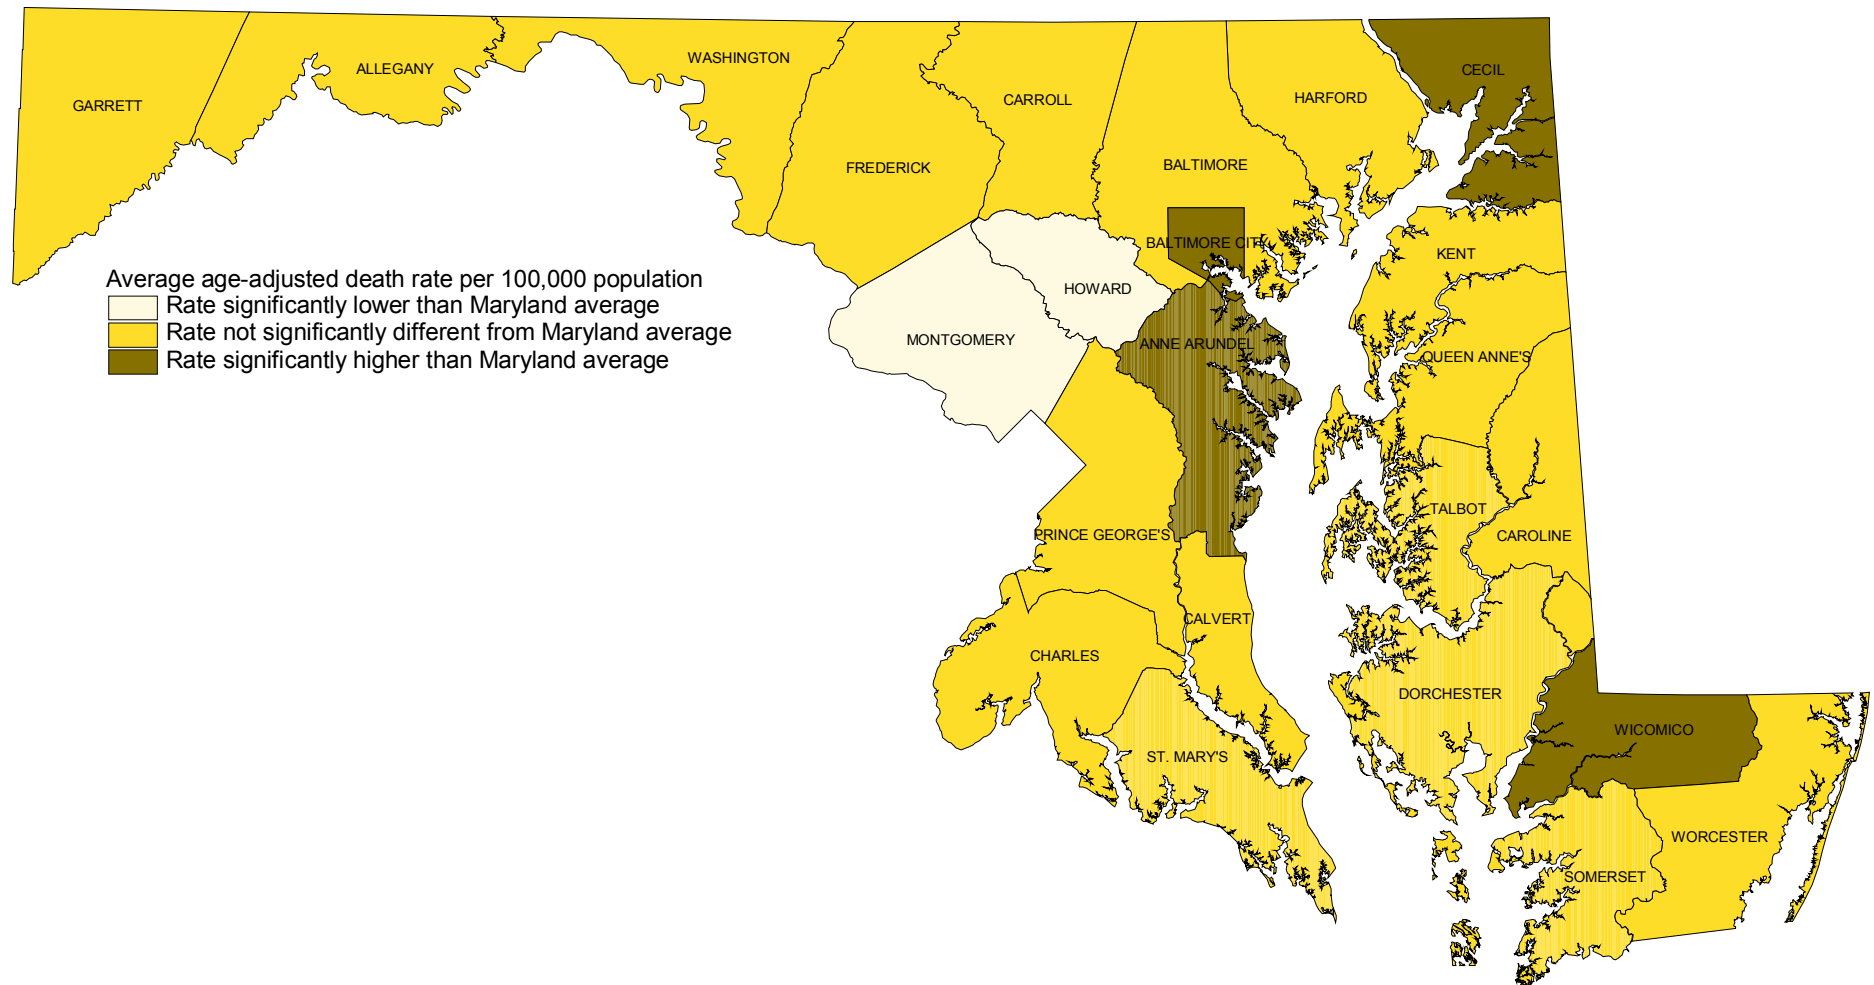 WASHINGTON
ALLEGANY
CECIL
GARRETT
CARROLL
HARFORD
FREDERICK
BALTIMORE
BALTIMORE CITY
KENT
Average age-adjusted death rate per 100,000 population
Rate significantly lower than Maryland average
Rate not significantly different from Maryland average
Rate significantly higher than Maryland average
HOWARD
MONTGOMERY
ANNE ARUNDEL
QUEEN ANNE'S
TALBOT
PRINCE GEORGE'S
CAROLINE
CALVERT
CHARLES
DORCHESTER
WICOMICO
ST. MARY'S
WORCESTER
SOMERSET